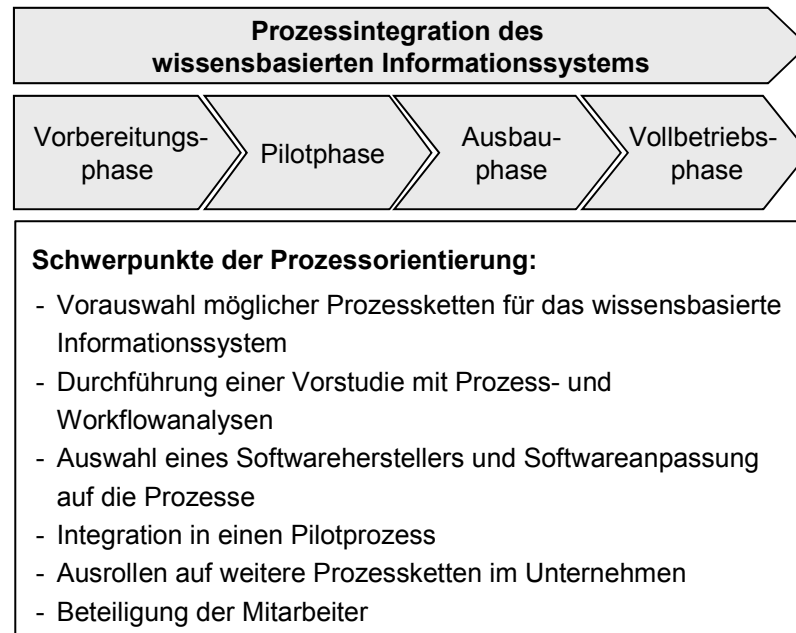 Prozessintegration des
wissensbasierten Informationssystems
Vorbereitungs-
phase
Pilotphase
Ausbau-
phase
Vollbetriebs-
phase
Schwerpunkte der Prozessorientierung:
- Vorauswahl möglicher Prozessketten für das wissensbasierte
Informationssystem
- Durchführung einer Vorstudie mit Prozess- und
Workflowanalysen
- Auswahl eines Softwareherstellers und Softwareanpassung
auf die Prozesse
- Integration in einen Pilotprozess
- Ausrollen auf weitere Prozessketten im Unternehmen
- Beteiligung der Mitarbeiter